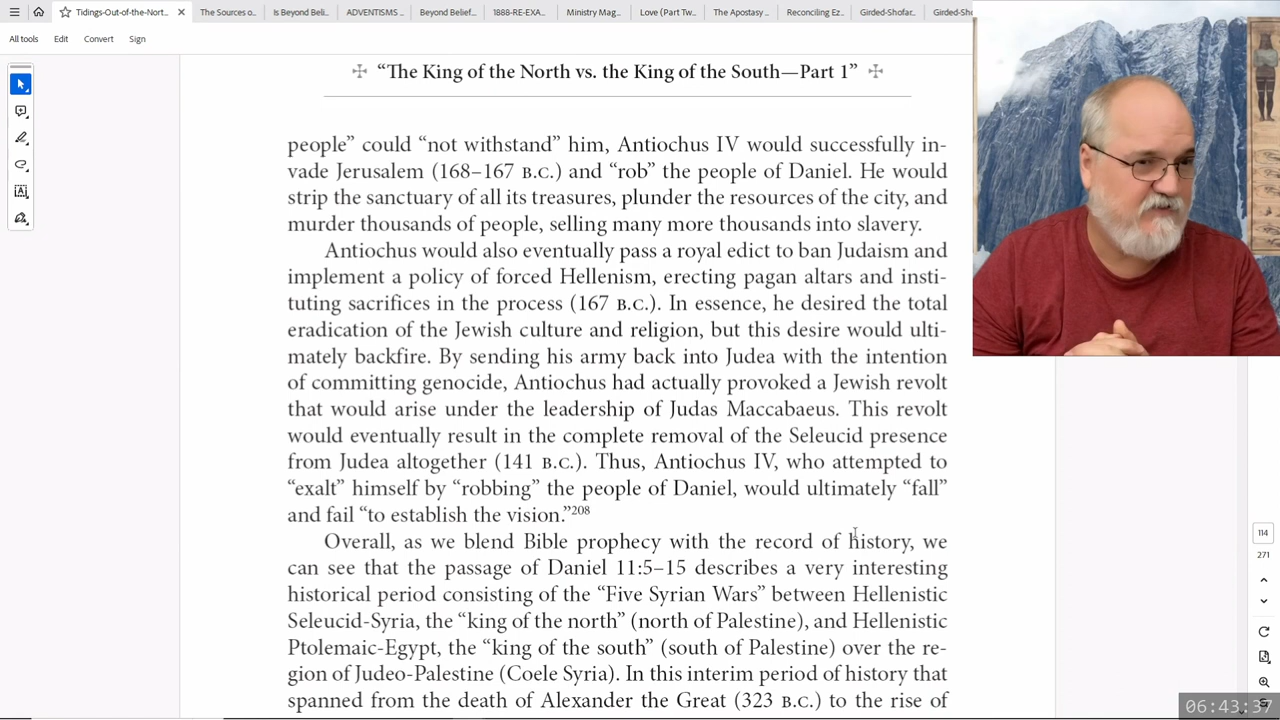 Tidings-Out-of-the-Nort...
The Sources o...
Is Beyond Beli...
ADVENTISMS ...
Beyond Belief...
1888-RE-EXA...
Ministry Mag...
Love (Part Tw...
The Apostasy ...
Reconciling Ez...
Girded-Shofar...
Girded-Sho
All tools
Edit
Convert
Sign
“The King of the North vs. the King of the South—Part 1”
people” could “not withstand” him, Antiochus IV would successfully in-
vade Jerusalem (168–167 B.C.) and “rob” the people of Daniel. He would
strip the sanctuary of all its treasures, plunder the resources of the city, and
murder thousands of people, selling many more thousands into slavery.
Antiochus would also eventually pass a royal edict to ban Judaism and
implement a policy of forced Hellenism, erecting pagan altars and insti-
tuting sacrifices in the process (167 B.C.). In essence, he desired the total
eradication of the Jewish culture and religion, but this desire would ulti-
mately backfire. By sending his army back into Judea with the intention
of committing genocide, Antiochus had actually provoked a Jewish revolt
that would arise under the leadership of Judas Maccabaeus. This revolt
would eventually result in the complete removal of the Seleucid presence
from Judea altogether (141 B.C.). Thus, Antiochus IV, who attempted to
“exalt” himself by “robbing” the people of Daniel, would ultimately “fall”
and fail “to establish the vision.”208
Overall, as we blend Bible prophecy with the record of history, we
can see that the passage of Daniel 11:5–15 describes a very interesting
historical period consisting of the “Five Syrian Wars” between Hellenistic
Seleucid-Syria, the “king of the north” (north of Palestine), and Hellenistic
Ptolemaic-Egypt, the “king of the south” (south of Palestine) over the re-
gion of Judeo-Palestine (Coele Syria). In this interim period of history that
spanned from the death of Alexander the Great (323 B.C.) to the rise of
114
271
06:43:37